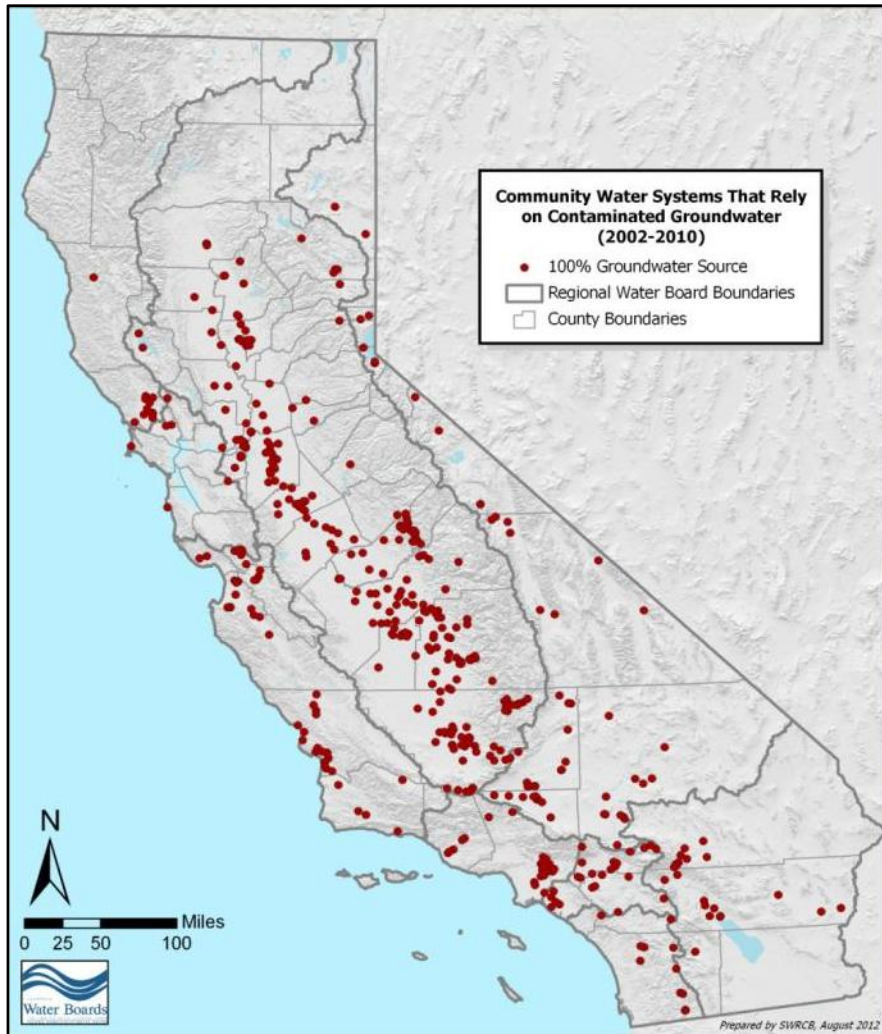 Community Water Systems That Rely
on Contaminated Groundwater
(2002-2010)
100% Groundwater Source
Regional Water Board Boundaries
County Boundaries
N
Miles
0 25 50 100
Water Boards
Prepared by SWRCB, August 2012